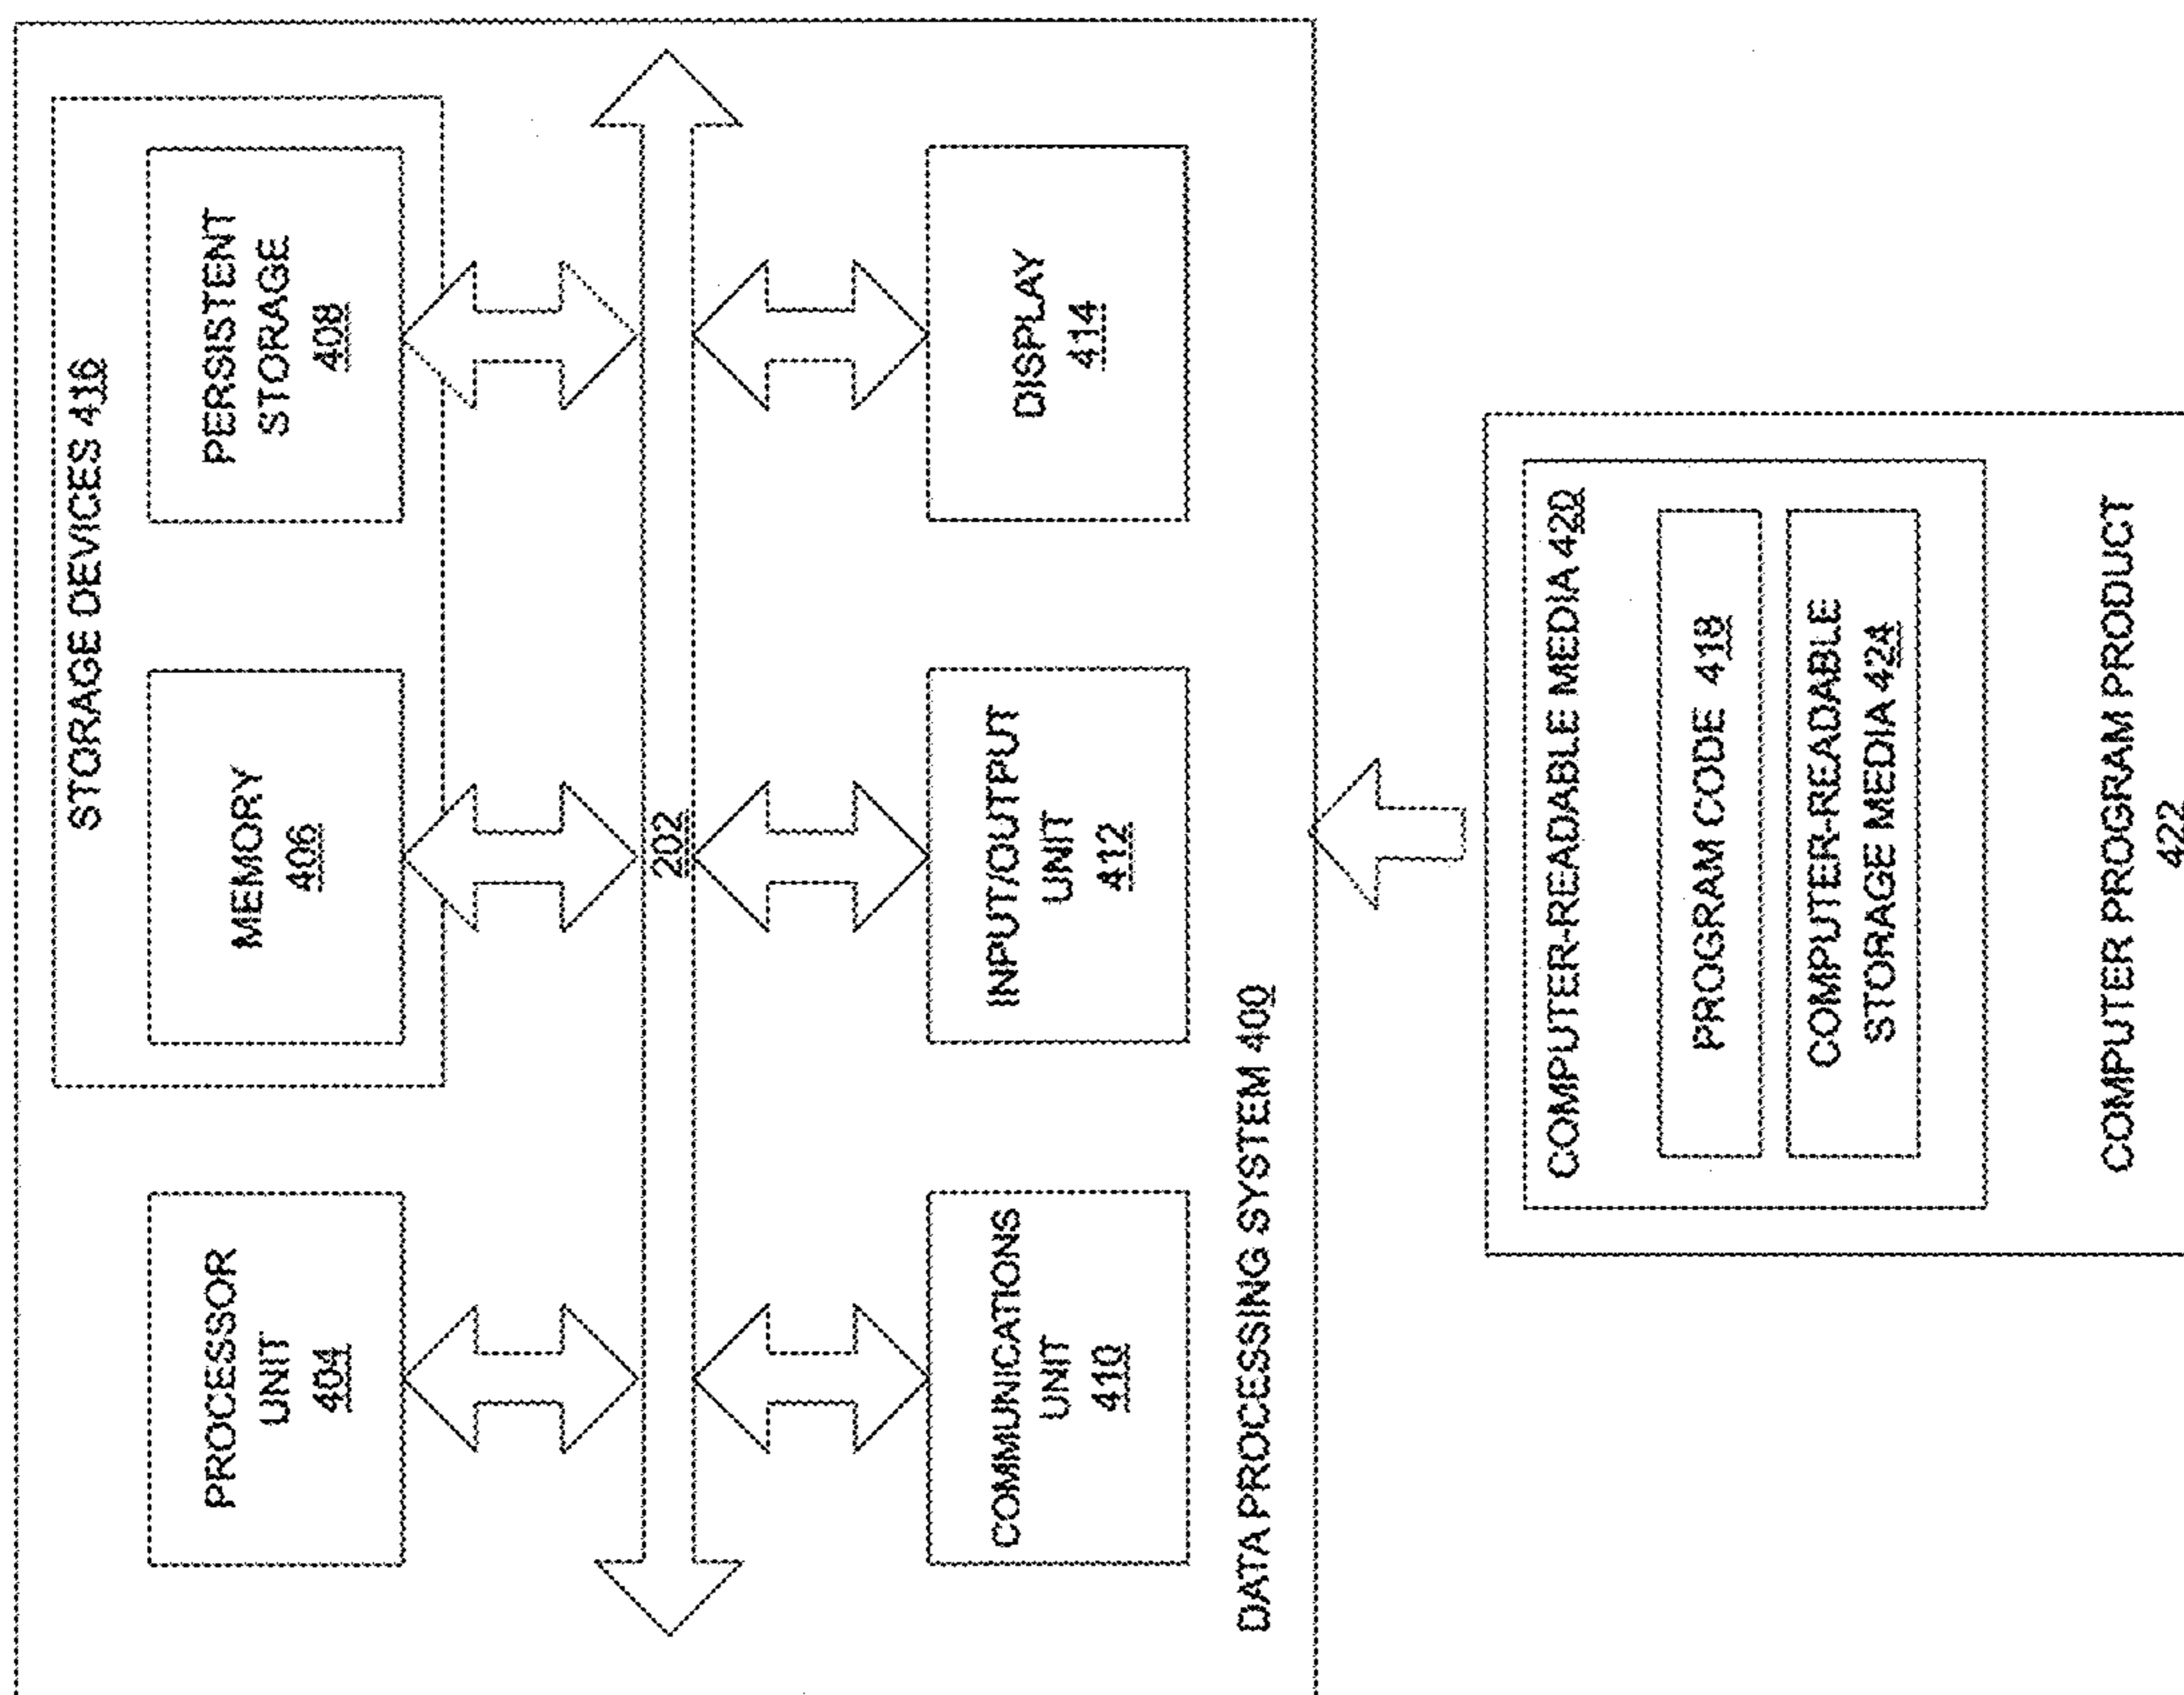 STORAGE DEVICES 416
PROCESSOR
UNIT
404
MEMORY
406
PERSISTENT
STORAGE
408
202
COMMUNICATIONS
UNIT
410
INPUT/OUTPUT
UNIT
412
DISPLAY
414
DATA PROCESSING SYSTEM 400
COMPUTER-READABLE MEDIA 420
PROGRAM CODE 418
COMPUTER-READABLE
STORAGE MEDIA 424
COMPUTER PROGRAM PRODUCT
422